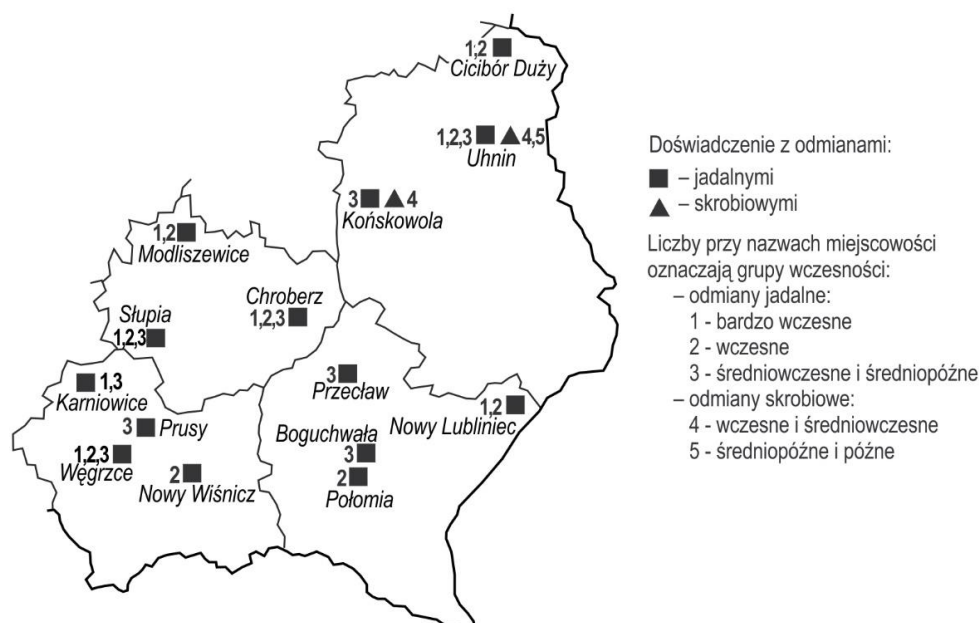 1,2
Cicibór Duży
1,2,3 4,5
Uhnin
3 4
Końskowola
1,2
Modliszewice
Chroberz
1,2,3
Słupia
1,2,3
1,3
Karniowice
3 Prusy
1,2,3
Węgrzce
2
Nowy Wiśnicz
3
Przecław
1,2
Nowy Lubliniec
Boguchwała
3
2
Połomia
Doświadczenie z odmianami:
– jadalnymi
– skrobiowymi
Liczby przy nazwach miejscowości
oznaczają grupy wczesności:
– odmiany jadalne:
1 - bardzo wczesne
2 - wczesne
3 - średniowczesne i średniopóźne
– odmiany skrobiowe:
4 - wczesne i średniowczesne
5 - średniopóźne i późne